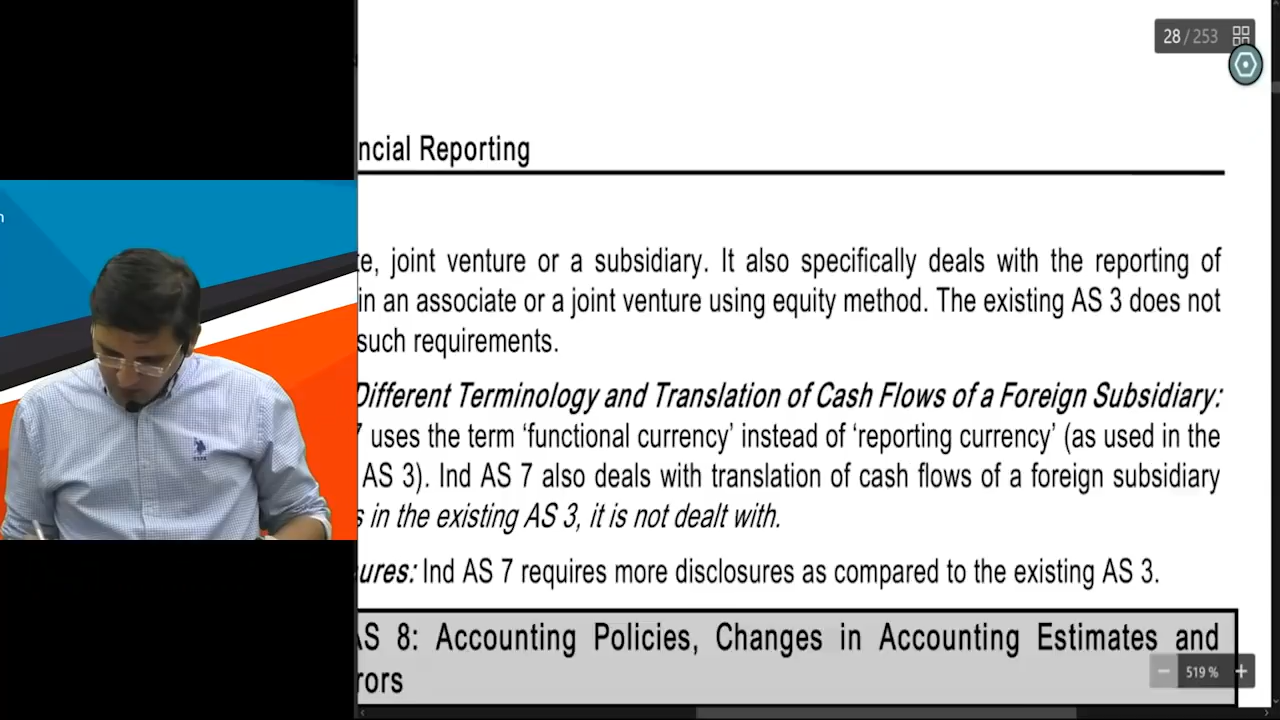 28 / 253
ncial Reporting
te, joint venture or a subsidiary. It also specifically deals with the reporting of
in an associate or a joint venture using equity method. The existing AS 3 does not
such requirements.
Different Terminology and Translation of Cash Flows of a Foreign Subsidiary:
7 uses the term ‘functional currency’ instead of ‘reporting currency’ (as used in the
AS 3). Ind AS 7 also deals with translation of cash flows of a foreign subsidiary
s in the existing AS 3, it is not dealt with.
ures: Ind AS 7 requires more disclosures as compared to the existing AS 3.
AS 8: Accounting Policies, Changes in Accounting Estimates and
rors
519 %
n